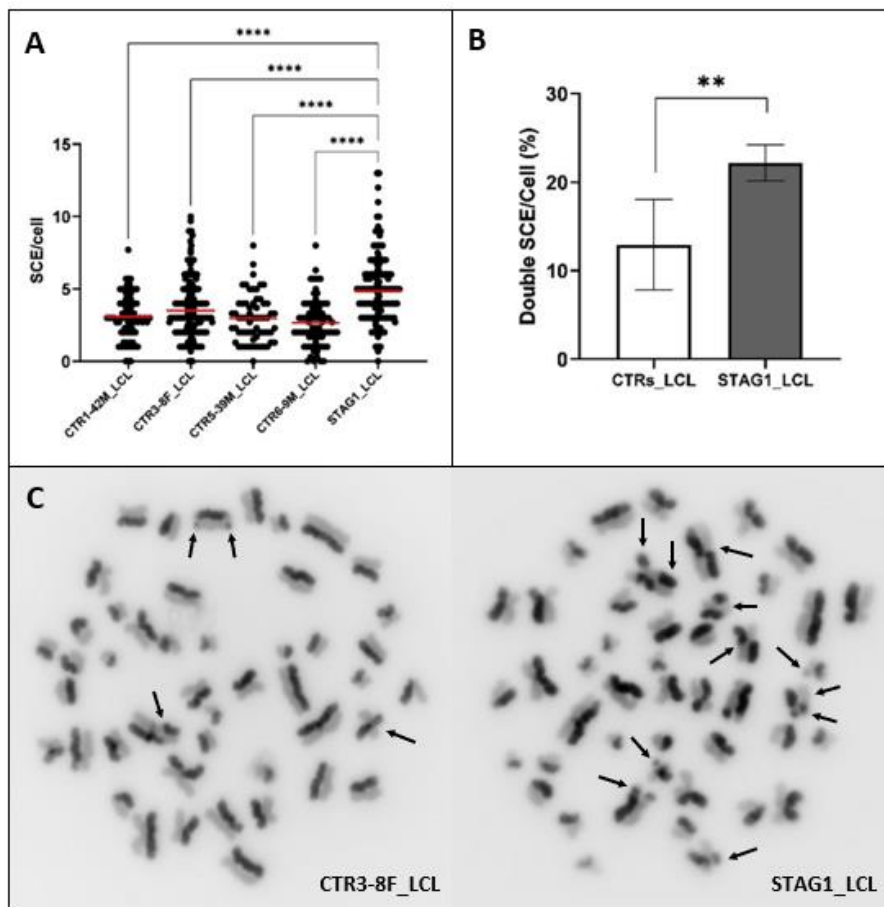 A
****
****
****
****
15
10
5
0
SCE/cell
CTR1-42M_LCL
CTR3-8F_LCL
CTR5-39M_LCL
CTR6-9M_LCL
STAG1_LCL
B
**
30
20
10
0
Double SCE/Cell (%)
CTRs_LCL
STAG1_LCL
C
CTR3-8F_LCL
STAG1_LCL